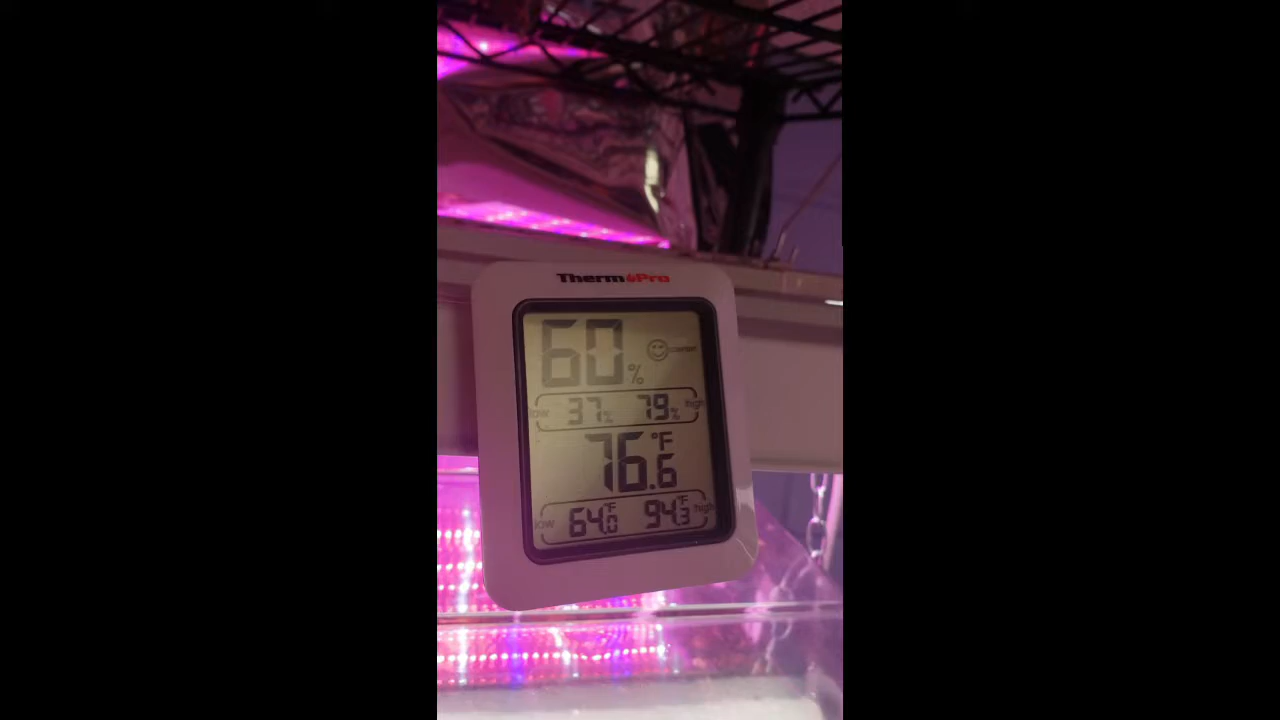 ThermoPro
60% COMFORT
low 37% 79% high
76.6°F
low 64.0°F 94.3°F high